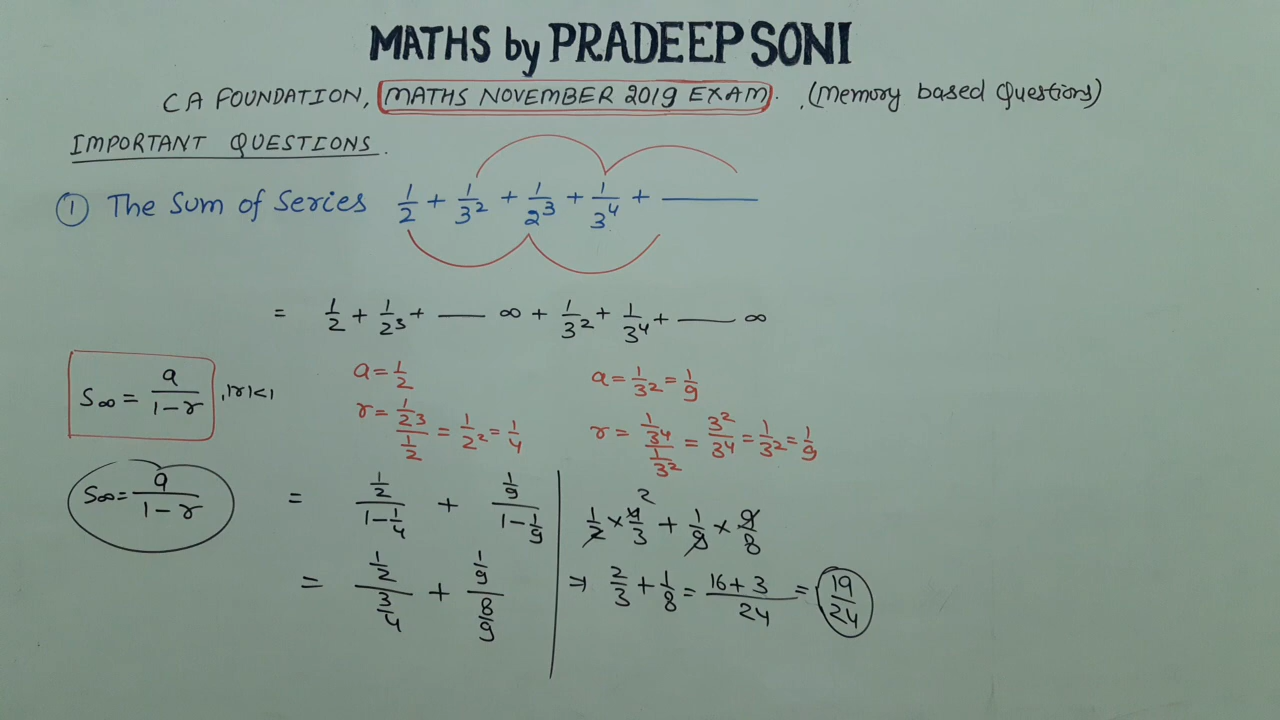 MATHS by PRADEEP SONI
CA FOUNDATION, MATHS NOVEMBER 2019 EXAM. (Memory based Questions)
IMPORTANT QUESTIONS.
① The Sum of Series 1/2 + 1/3² + 1/2³ + 1/3⁴ + ———
= 1/2 + 1/2³ + —— ∞ + 1/3² + 1/3⁴ + —— ∞
S∞ = a/(1-r), |r|<1
a = 1/2
r = (1/2³)/(1/2) = 1/2² = 1/4
a = 1/3² = 1/9
r = (1/3⁴)/(1/3²) = 3²/3⁴ = 1/3² = 1/9
S∞ = a/(1-r)
= (1/2)/(1-1/4) + (1/9)/(1-1/9)
= (1/2)/(3/4) + (1/9)/(8/9)
1/2 × 4/3 + 1/9 × 9/8
2
⇒ 2/3 + 1/8 = (16+3)/24 = 19/24